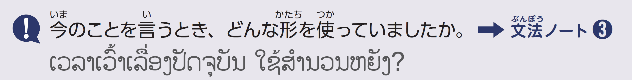 今のことを言うとき、どんな形を使っていましたか。➡ 文法ノート❸
ເວລາເວົ້າເລື່ອງປັດຈຸບັນ ໃຊ້ສຳນວນຫຍັງ?